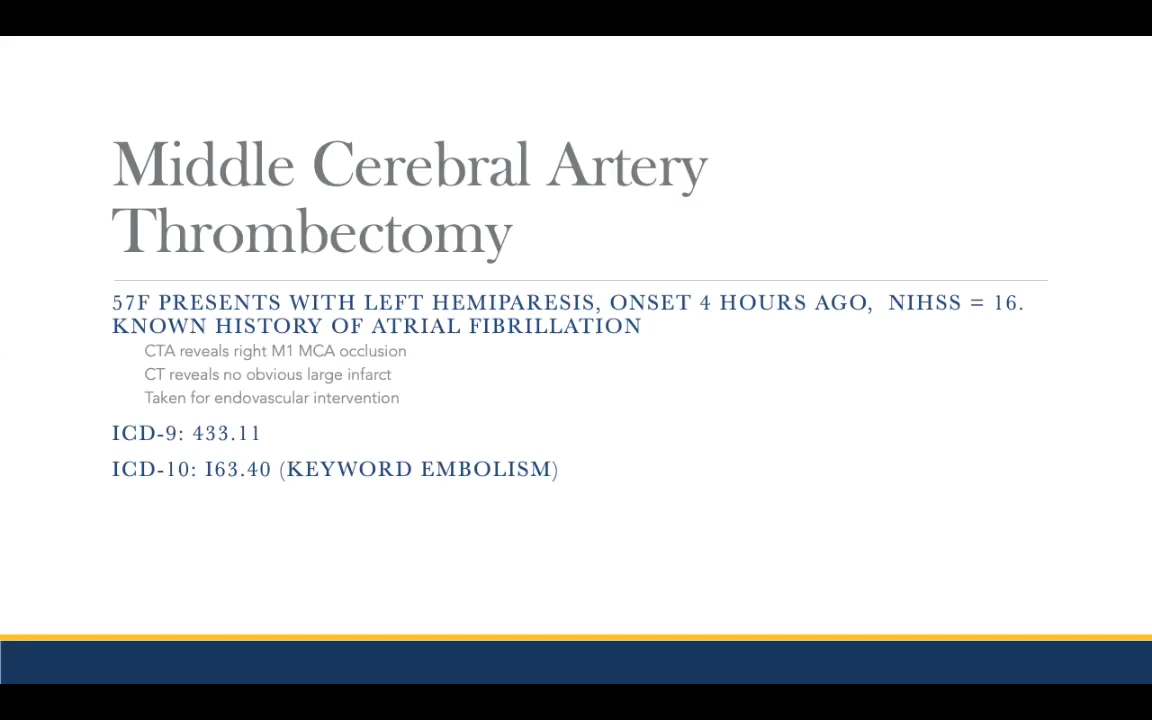 Middle Cerebral Artery
Thrombectomy
57F PRESENTS WITH LEFT HEMIPARESIS, ONSET 4 HOURS AGO, NIHSS = 16.
KNOWN HISTORY OF ATRIAL FIBRILLATION
CTA reveals right M1 MCA occlusion
CT reveals no obvious large infarct
Taken for endovascular intervention
ICD-9: 433.11
ICD-10: I63.40 (KEYWORD EMBOLISM)